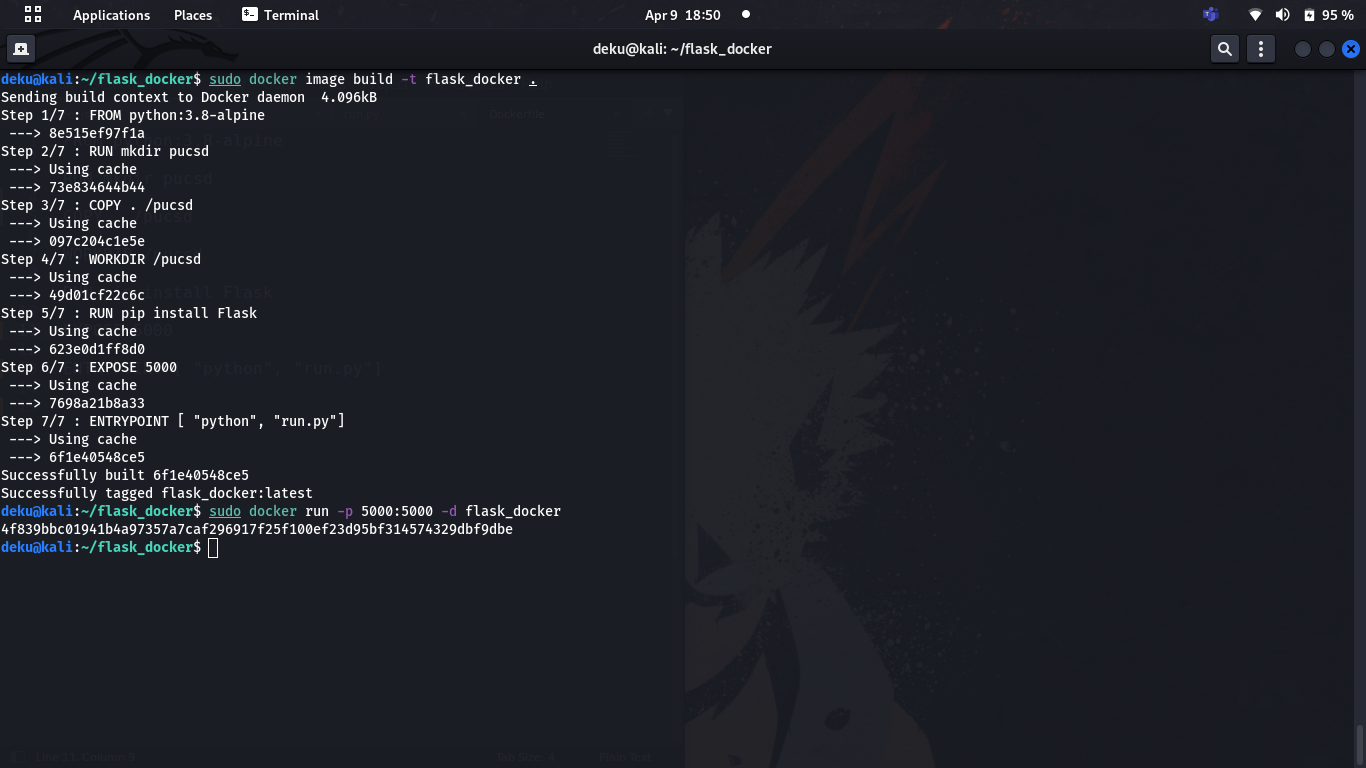 Applications Places Terminal Apr 9 18:50 95 %
deku@kali: ~/flask_docker
deku@kali:~/flask_docker$ sudo docker image build -t flask_docker .
Sending build context to Docker daemon  4.096kB
Step 1/7 : FROM python:3.8-alpine
 ---> 8e515ef97f1a
Step 2/7 : RUN mkdir pucsd
 ---> Using cache
 ---> 73e834644b44
Step 3/7 : COPY . /pucsd
 ---> Using cache
 ---> 097c204c1e5e
Step 4/7 : WORKDIR /pucsd
 ---> Using cache
 ---> 49d01cf22c6c
Step 5/7 : RUN pip install Flask
 ---> Using cache
 ---> 623e0d1ff8d0
Step 6/7 : EXPOSE 5000
 ---> Using cache
 ---> 7698a21b8a33
Step 7/7 : ENTRYPOINT [ "python", "run.py"]
 ---> Using cache
 ---> 6f1e40548ce5
Successfully built 6f1e40548ce5
Successfully tagged flask_docker:latest
deku@kali:~/flask_docker$ sudo docker run -p 5000:5000 -d flask_docker
4f839bbc01941b4a97357a7caf296917f25f100ef23d95bf314574329dbf9dbe
deku@kali:~/flask_docker$